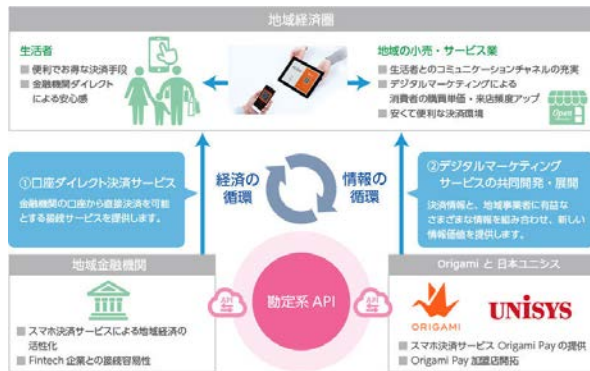 地域経済圏
生活者
便利でお得な決済手段
金融機関ダイレクト
による安心感
地域の小売・サービス業
生活者とのコミュニケーションチャネルの充実
デジタルマーケティングによる
消費者の購買単価・来店頻度アップ
安くて便利な決済環境
Open
①口座ダイレクト決済サービス
金融機関の口座から直接決済を可能
とする接続サービスを提供します。
経済の
循環
情報の
循環
②デジタルマーケティング
サービスの共同開発・展開
決済情報と、地域事業者に有益な
さまざまな情報を組み合わせ、新しい
情報価値を提供します。
地域金融機関
スマホ決済サービスによる地域経済の
活性化
Fintech 企業との接続容易性
API
勘定系 API
API
Origami と 日本ユニシス
ORIGAMI
UNISYS
スマホ決済サービス Origami Pay の提供
Origami Pay 加盟店開拓